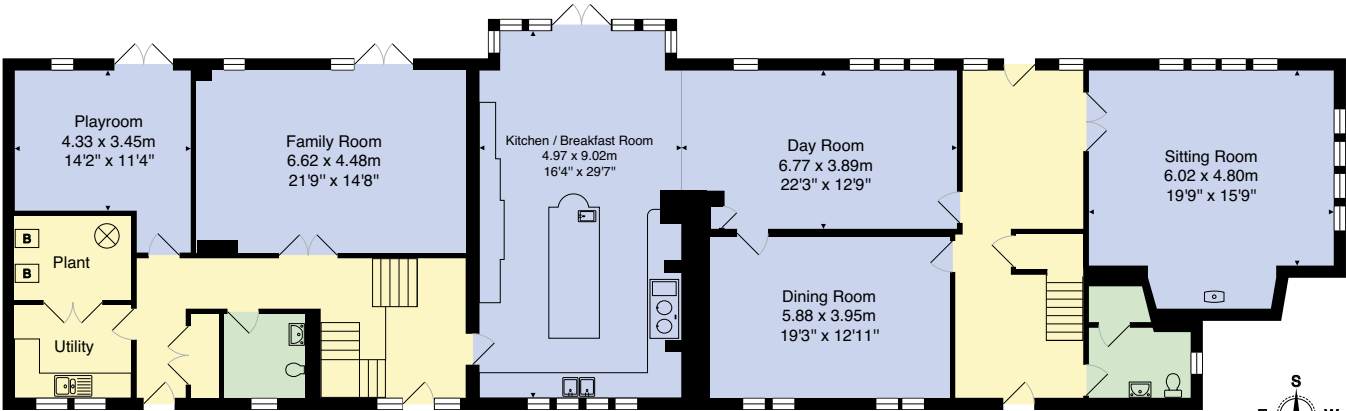 Playroom
4.33 x 3.45m
14'2" x 11'4"
Family Room
6.62 x 4.48m
21'9" x 14'8"
Kitchen / Breakfast Room
4.97 x 9.02m
16'4" x 29'7"
Day Room
6.77 x 3.89m
22'3" x 12'9"
Sitting Room
6.02 x 4.80m
19'9" x 15'9"
B
B
Plant
Utility
Dining Room
5.88 x 3.95m
19'3" x 12'11"
S
E
W